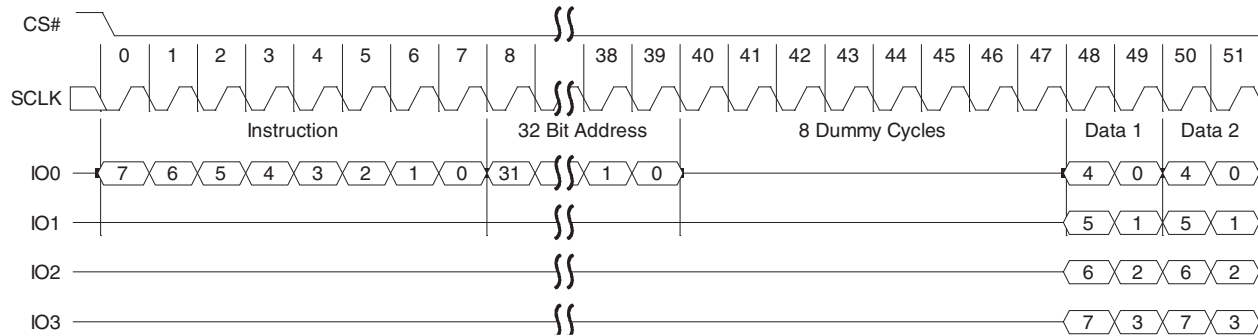 CS#
0 1 2 3 4 5 6 7 8 38 39 40 41 42 43 44 45 46 47 48 49 50 51
SCLK
Instruction 32 Bit Address 8 Dummy Cycles Data 1 Data 2
IO0 7 6 5 4 3 2 1 0 31 1 0 4 0 4 0
IO1 5 1 5 1
IO2 6 2 6 2
IO3 7 3 7 3